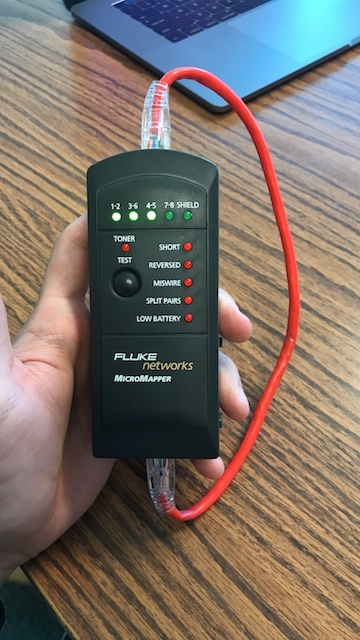 1-2 3-6 4-5 7-8 SHIELD
TONER
TEST
SHORT
REVERSED
MISWIRE
SPLIT PAIRS
LOW BATTERY
FLUKE
networks
MICROMAPPER